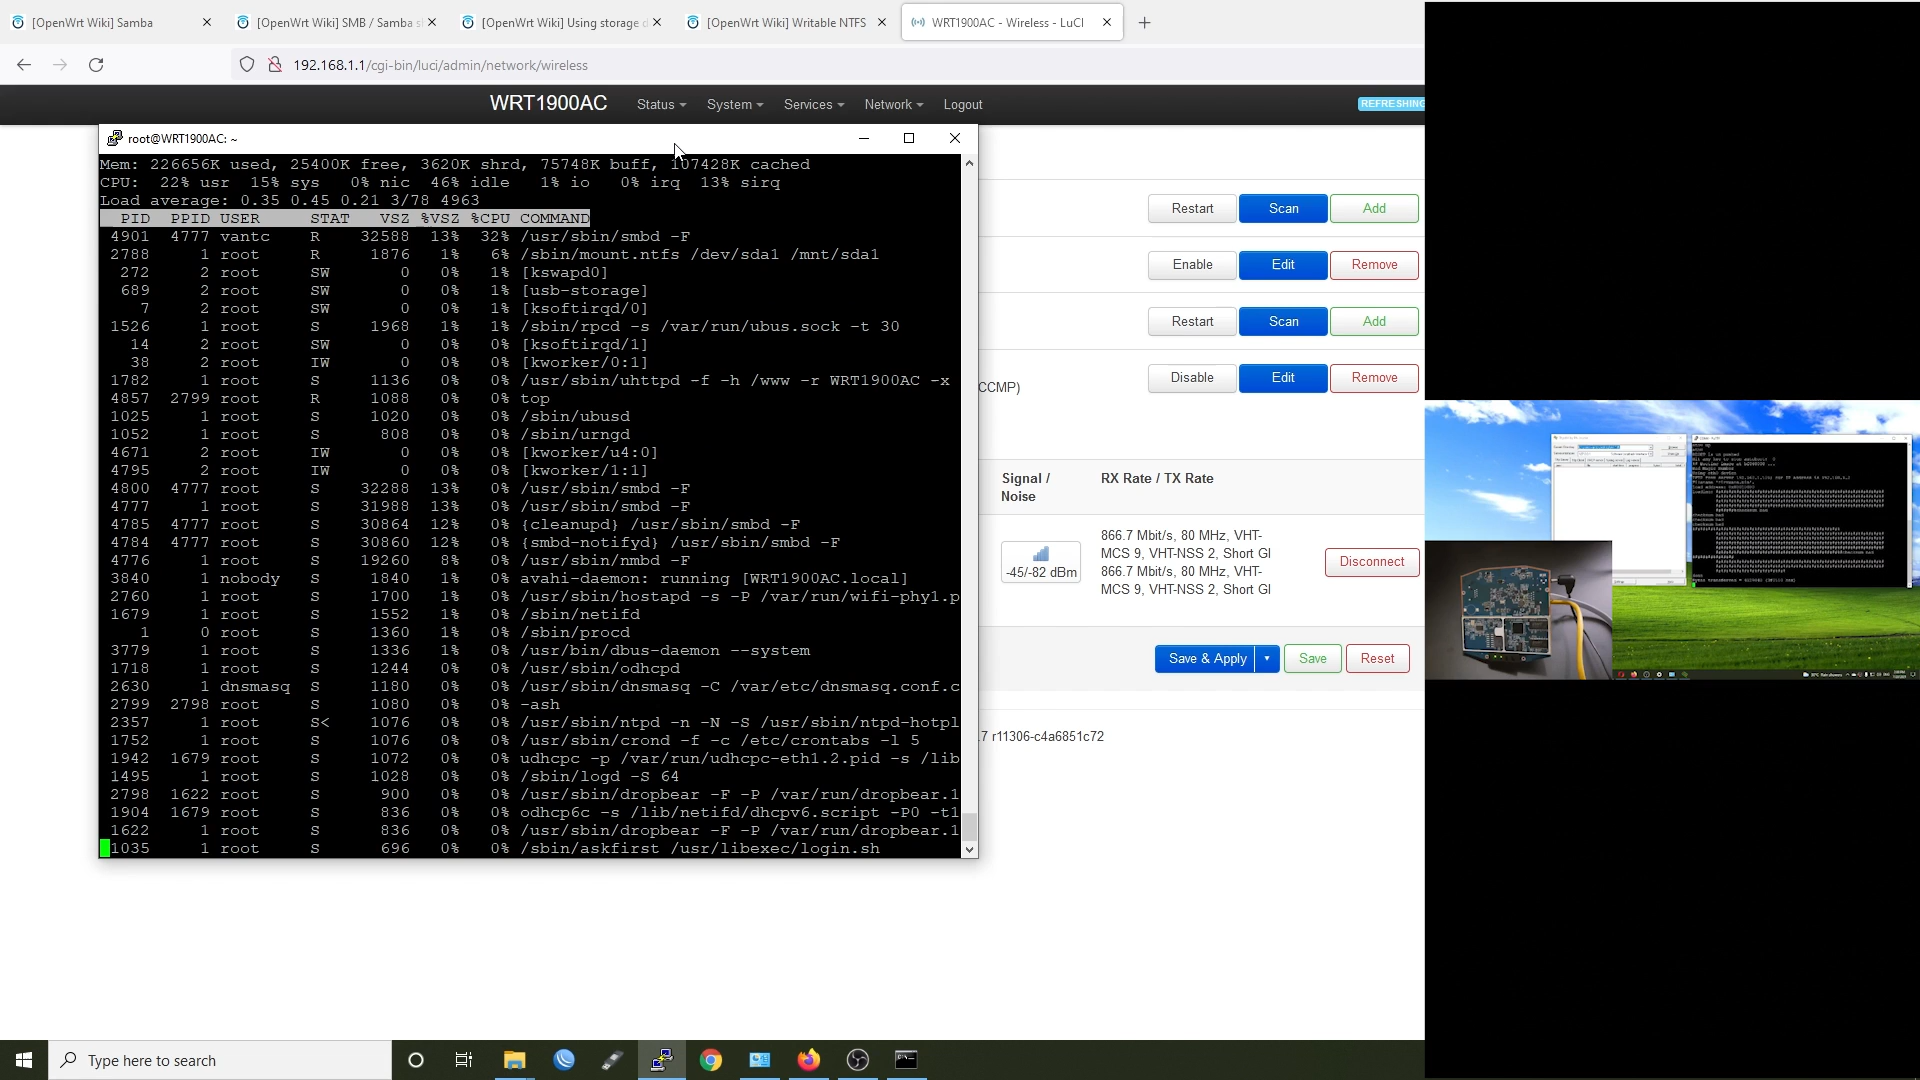 [OpenWrt Wiki] Samba
[OpenWrt Wiki] SMB / Samba s
[OpenWrt Wiki] Using storage d
[OpenWrt Wiki] Writable NTFS
WRT1900AC - Wireless - LuCI
192.168.1.1/cgi-bin/luci/admin/network/wireless
WRT1900AC Status System Services Network Logout REFRESHING
root@WRT1900AC: ~
Mem: 226656K used, 25400K free, 3620K shrd, 75748K buff, 107428K cached
CPU: 22% usr 15% sys 0% nic 46% idle 1% io 0% irq 13% sirq
Load average: 0.35 0.45 0.21 3/78 4963
PID PPID USER STAT VSZ %VSZ %CPU COMMAND
4901 4777 vantc R 32588 13% 32% /usr/sbin/smbd -F
2788 1 root R 1876 1% 6% /sbin/mount.ntfs /dev/sda1 /mnt/sda1
272 2 root SW 0 0% 1% [kswapd0]
689 2 root SW 0 0% 1% [usb-storage]
7 2 root SW 0 0% 1% [ksoftirqd/0]
1526 1 root S 1968 1% 1% /sbin/rpcd -s /var/run/ubus.sock -t 30
14 2 root SW 0 0% 0% [ksoftirqd/1]
38 2 root IW 0 0% 0% [kworker/0:1]
1782 1 root S 1136 0% 0% /usr/sbin/uhttpd -f -h /www -r WRT1900AC -x
4857 2799 root R 1088 0% 0% top
1025 1 root S 1020 0% 0% /sbin/ubusd
1052 1 root S 808 0% 0% /sbin/urngd
4671 2 root IW 0 0% 0% [kworker/u4:0]
4795 2 root IW 0 0% 0% [kworker/1:1]
4800 4777 root S 32288 13% 0% /usr/sbin/smbd -F
4777 1 root S 31988 13% 0% /usr/sbin/smbd -F
4785 4777 root S 30864 12% 0% {cleanupd} /usr/sbin/smbd -F
4784 4777 root S 30860 12% 0% {smbd-notifyd} /usr/sbin/smbd -F
4776 1 root S 19260 8% 0% /usr/sbin/nmbd -F
3840 1 nobody S 1840 1% 0% avahi-daemon: running [WRT1900AC.local]
2760 1 root S 1700 1% 0% /usr/sbin/hostapd -s -P /var/run/wifi-phy1.p
1679 1 root S 1552 1% 0% /sbin/netifd
1 0 root S 1360 1% 0% /sbin/procd
3779 1 root S 1336 1% 0% /usr/bin/dbus-daemon --system
1718 1 root S 1244 0% 0% /usr/sbin/odhcpd
2630 1 dnsmasq S 1180 0% 0% /usr/sbin/dnsmasq -C /var/etc/dnsmasq.conf.c
2799 2798 root S 1080 0% 0% -ash
2357 1 root S< 1076 0% 0% /usr/sbin/ntpd -n -N -S /usr/sbin/ntpd-hotpl
1752 1 root S 1076 0% 0% /usr/sbin/crond -f -c /etc/crontabs -l 5
1942 1679 root S 1072 0% 0% udhcpc -p /var/run/udhcpc-eth1.2.pid -s /lib
1495 1 root S 1028 0% 0% /sbin/logd -S 64
2798 1622 root S 900 0% 0% /usr/sbin/dropbear -F -P /var/run/dropbear.1
1904 1679 root S 836 0% 0% odhcp6c -s /lib/netifd/dhcpv6.script -P0 -t1
1622 1 root S 836 0% 0% /usr/sbin/dropbear -F -P /var/run/dropbear.1
1035 1 root S 696 0% 0% /sbin/askfirst /usr/libexec/login.sh
Restart Scan Add
Enable Edit Remove
Restart Scan Add
CCMP) Disable Edit Remove
Signal /
Noise
RX Rate / TX Rate
-45/-82 dBm
866.7 Mbit/s, 80 MHz, VHT-
MCS 9, VHT-NSS 2, Short GI
866.7 Mbit/s, 80 MHz, VHT-
MCS 9, VHT-NSS 2, Short GI
Disconnect
Save & Apply Save Reset
.7 r11306-c4a6851c72
Type here to search